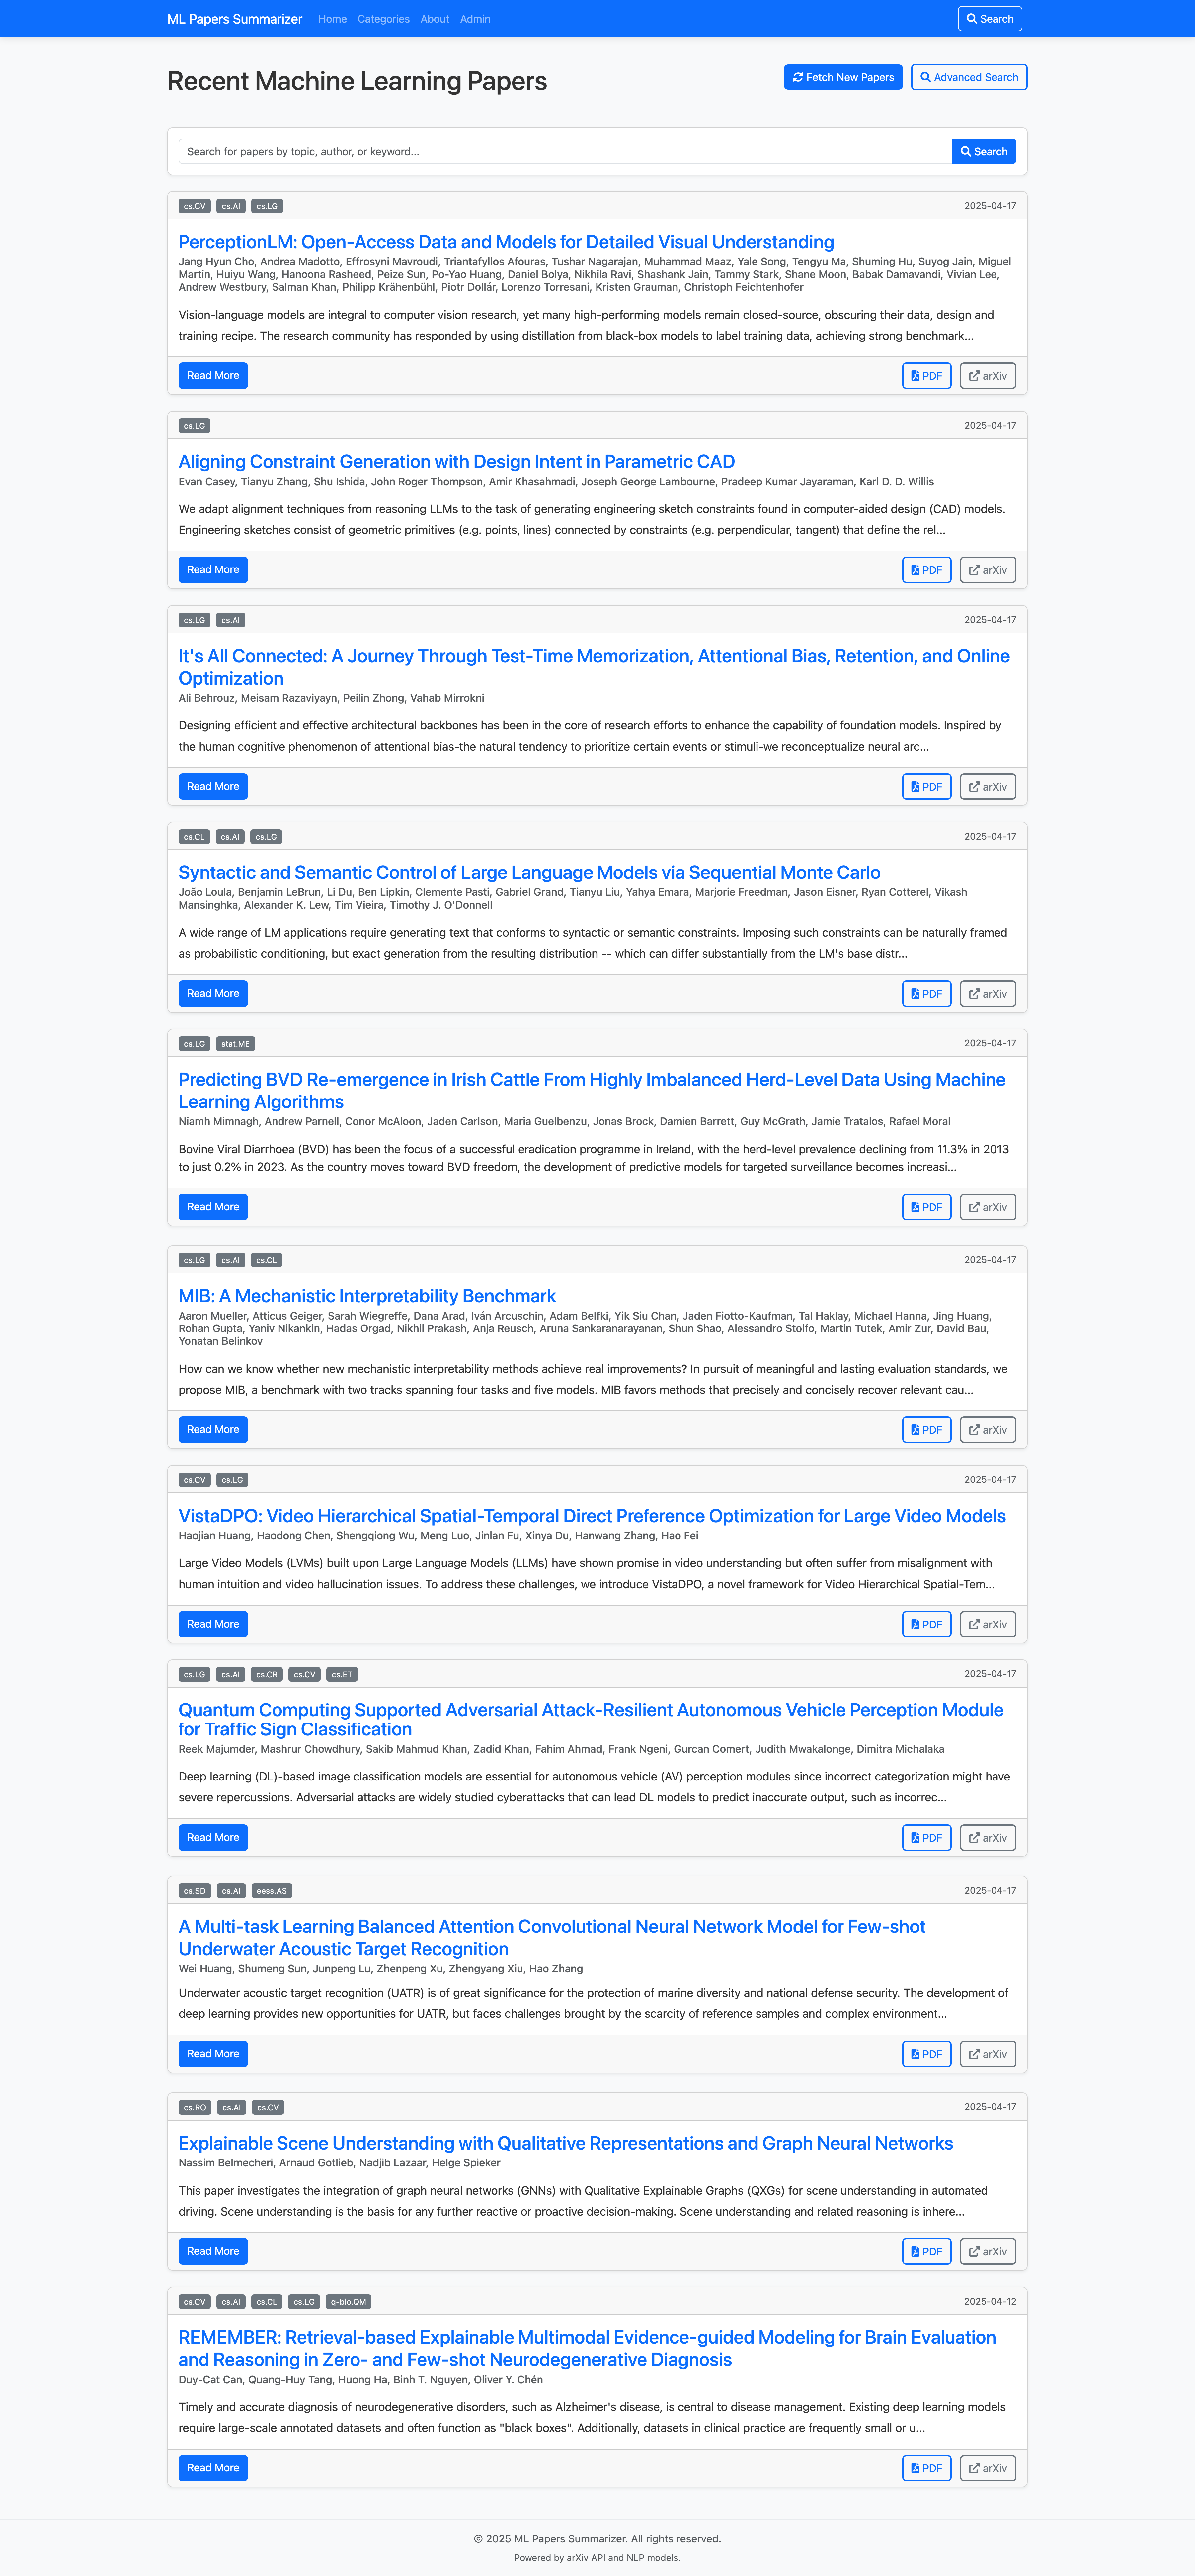 ML Papers Summarizer Home Categories About Admin Search
Recent Machine Learning Papers Fetch New Papers Advanced Search
Search for papers by topic, author, or keyword... Search
cs.CV cs.AI cs.LG 2025-04-17
PerceptionLM: Open-Access Data and Models for Detailed Visual Understanding
Jang Hyun Cho, Andrea Madotto, Effrosyni Mavroudi, Triantafyllos Afouras, Tushar Nagarajan, Muhammad Maaz, Yale Song, Tengyu Ma, Shuming Hu, Suyog Jain, Miguel
Martin, Huiyu Wang, Hanoona Rasheed, Peize Sun, Po-Yao Huang, Daniel Bolya, Nikhila Ravi, Shashank Jain, Tammy Stark, Shane Moon, Babak Damavandi, Vivian Lee,
Andrew Westbury, Salman Khan, Philipp Krähenbühl, Piotr Dollár, Lorenzo Torresani, Kristen Grauman, Christoph Feichtenhofer
Vision-language models are integral to computer vision research, yet many high-performing models remain closed-source, obscuring their data, design and
training recipe. The research community has responded by using distillation from black-box models to label training data, achieving strong benchmark...
Read More PDF arXiv
cs.LG 2025-04-17
Aligning Constraint Generation with Design Intent in Parametric CAD
Evan Casey, Tianyu Zhang, Shu Ishida, John Roger Thompson, Amir Khasahmadi, Joseph George Lambourne, Pradeep Kumar Jayaraman, Karl D. D. Willis
We adapt alignment techniques from reasoning LLMs to the task of generating engineering sketch constraints found in computer-aided design (CAD) models.
Engineering sketches consist of geometric primitives (e.g. points, lines) connected by constraints (e.g. perpendicular, tangent) that define the rel...
Read More PDF arXiv
cs.LG cs.AI 2025-04-17
It's All Connected: A Journey Through Test-Time Memorization, Attentional Bias, Retention, and Online
Optimization
Ali Behrouz, Meisam Razaviyayn, Peilin Zhong, Vahab Mirrokni
Designing efficient and effective architectural backbones has been in the core of research efforts to enhance the capability of foundation models. Inspired by
the human cognitive phenomenon of attentional bias-the natural tendency to prioritize certain events or stimuli-we reconceptualize neural arc...
Read More PDF arXiv
cs.CL cs.AI cs.LG 2025-04-17
Syntactic and Semantic Control of Large Language Models via Sequential Monte Carlo
João Loula, Benjamin LeBrun, Li Du, Ben Lipkin, Clemente Pasti, Gabriel Grand, Tianyu Liu, Yahya Emara, Marjorie Freedman, Jason Eisner, Ryan Cotterel, Vikash
Mansinghka, Alexander K. Lew, Tim Vieira, Timothy J. O'Donnell
A wide range of LM applications require generating text that conforms to syntactic or semantic constraints. Imposing such constraints can be naturally framed
as probabilistic conditioning, but exact generation from the resulting distribution -- which can differ substantially from the LM's base distr...
Read More PDF arXiv
cs.LG stat.ME 2025-04-17
Predicting BVD Re-emergence in Irish Cattle From Highly Imbalanced Herd-Level Data Using Machine
Learning Algorithms
Niamh Mimnagh, Andrew Parnell, Conor McAloon, Jaden Carlson, Maria Guelbenzu, Jonas Brock, Damien Barrett, Guy McGrath, Jamie Tratalos, Rafael Moral
Bovine Viral Diarrhoea (BVD) has been the focus of a successful eradication programme in Ireland, with the herd-level prevalence declining from 11.3% in 2013
to just 0.2% in 2023. As the country moves toward BVD freedom, the development of predictive models for targeted surveillance becomes increasi...
Read More PDF arXiv
cs.LG cs.AI cs.CL 2025-04-17
MIB: A Mechanistic Interpretability Benchmark
Aaron Mueller, Atticus Geiger, Sarah Wiegreffe, Dana Arad, Iván Arcuschin, Adam Belfki, Yik Siu Chan, Jaden Fiotto-Kaufman, Tal Haklay, Michael Hanna, Jing Huang,
Rohan Gupta, Yaniv Nikankin, Hadas Orgad, Nikhil Prakash, Anja Reusch, Aruna Sankaranarayanan, Shun Shao, Alessandro Stolfo, Martin Tutek, Amir Zur, David Bau,
Yonatan Belinkov
How can we know whether new mechanistic interpretability methods achieve real improvements? In pursuit of meaningful and lasting evaluation standards, we
propose MIB, a benchmark with two tracks spanning four tasks and five models. MIB favors methods that precisely and concisely recover relevant cau...
Read More PDF arXiv
cs.CV cs.LG 2025-04-17
VistaDPO: Video Hierarchical Spatial-Temporal Direct Preference Optimization for Large Video Models
Haojian Huang, Haodong Chen, Shengqiong Wu, Meng Luo, Jinlan Fu, Xinya Du, Hanwang Zhang, Hao Fei
Large Video Models (LVMs) built upon Large Language Models (LLMs) have shown promise in video understanding but often suffer from misalignment with
human intuition and video hallucination issues. To address these challenges, we introduce VistaDPO, a novel framework for Video Hierarchical Spatial-Tem...
Read More PDF arXiv
cs.LG cs.AI cs.CR cs.CV cs.ET 2025-04-17
Quantum Computing Supported Adversarial Attack-Resilient Autonomous Vehicle Perception Module
for Traffic Sign Classification
Reek Majumder, Mashrur Chowdhury, Sakib Mahmud Khan, Zadid Khan, Fahim Ahmad, Frank Ngeni, Gurcan Comert, Judith Mwakalonge, Dimitra Michalaka
Deep learning (DL)-based image classification models are essential for autonomous vehicle (AV) perception modules since incorrect categorization might have
severe repercussions. Adversarial attacks are widely studied cyberattacks that can lead DL models to predict inaccurate output, such as incorrec...
Read More PDF arXiv
cs.SD cs.AI eess.AS 2025-04-17
A Multi-task Learning Balanced Attention Convolutional Neural Network Model for Few-shot
Underwater Acoustic Target Recognition
Wei Huang, Shumeng Sun, Junpeng Lu, Zhenpeng Xu, Zhengyang Xiu, Hao Zhang
Underwater acoustic target recognition (UATR) is of great significance for the protection of marine diversity and national defense security. The development of
deep learning provides new opportunities for UATR, but faces challenges brought by the scarcity of reference samples and complex environment...
Read More PDF arXiv
cs.RO cs.AI cs.CV 2025-04-17
Explainable Scene Understanding with Qualitative Representations and Graph Neural Networks
Nassim Belmecheri, Arnaud Gotlieb, Nadjib Lazaar, Helge Spieker
This paper investigates the integration of graph neural networks (GNNs) with Qualitative Explainable Graphs (QXGs) for scene understanding in automated
driving. Scene understanding is the basis for any further reactive or proactive decision-making. Scene understanding and related reasoning is inhere...
Read More PDF arXiv
cs.CV cs.AI cs.CL cs.LG q-bio.QM 2025-04-12
REMEMBER: Retrieval-based Explainable Multimodal Evidence-guided Modeling for Brain Evaluation
and Reasoning in Zero- and Few-shot Neurodegenerative Diagnosis
Duy-Cat Can, Quang-Huy Tang, Huong Ha, Binh T. Nguyen, Oliver Y. Chén
Timely and accurate diagnosis of neurodegenerative disorders, such as Alzheimer's disease, is central to disease management. Existing deep learning models
require large-scale annotated datasets and often function as "black boxes". Additionally, datasets in clinical practice are frequently small or u...
Read More PDF arXiv
© 2025 ML Papers Summarizer. All rights reserved.
Powered by arXiv API and NLP models.